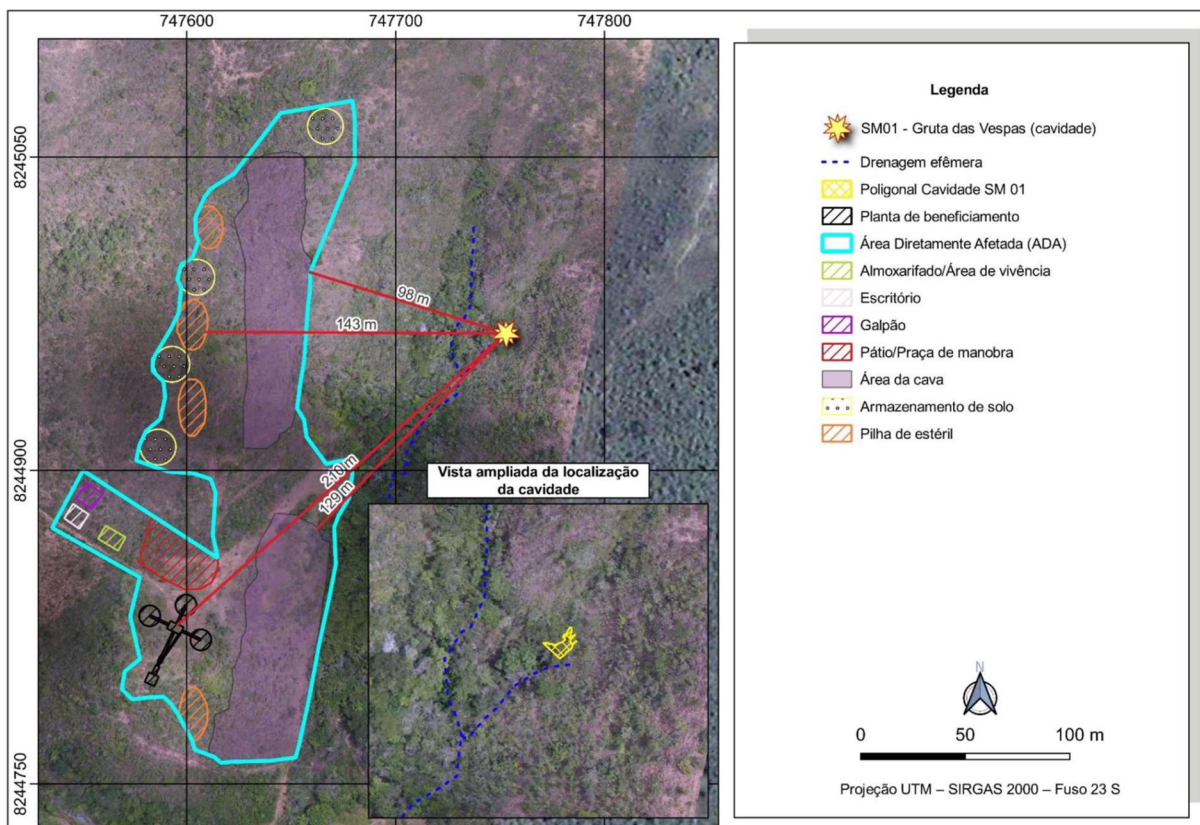 747600
747700
747800
8245050
8244900
8244750
98 m
143 m
210 m
129 m
Vista ampliada da localização
da cavidade
Legenda
SM01 - Gruta das Vespas (cavidade)
Drenagem efêmera
Poligonal Cavidade SM 01
Planta de beneficiamento
Área Diretamente Afetada (ADA)
Almoxarifado/Área de vivência
Escritório
Galpão
Pátio/Praça de manobra
Área da cava
Armazenamento de solo
Pilha de estéril
N
0
50
100 m
Projeção UTM – SIRGAS 2000 – Fuso 23 S